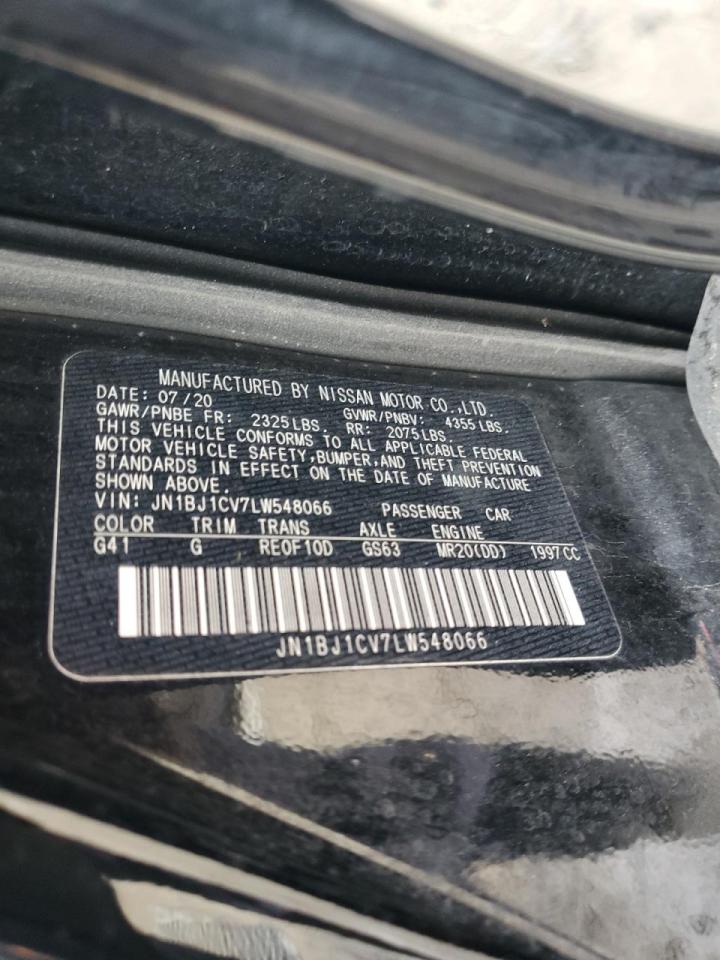 MANUFACTURED BY NISSAN MOTOR CO.,LTD.
DATE: 07/20 GVWR/PNBV: 4355LBS.
GAWR/PNBE FR: 2325LBS. RR: 2075LBS.
THIS VEHICLE CONFORMS TO ALL APPLICABLE FEDERAL
MOTOR VEHICLE SAFETY,BUMPER,AND THEFT PREVENTION
STANDARDS IN EFFECT ON THE DATE OF MANUFACTURE
SHOWN ABOVE.
VIN: JN1BJ1CV7LW548066 PASSENGER CAR
COLOR TRIM TRANS AXLE ENGINE
G41 G RE0F10D GS63 MR20(DD) 1997CC
JN1BJ1CV7LW548066